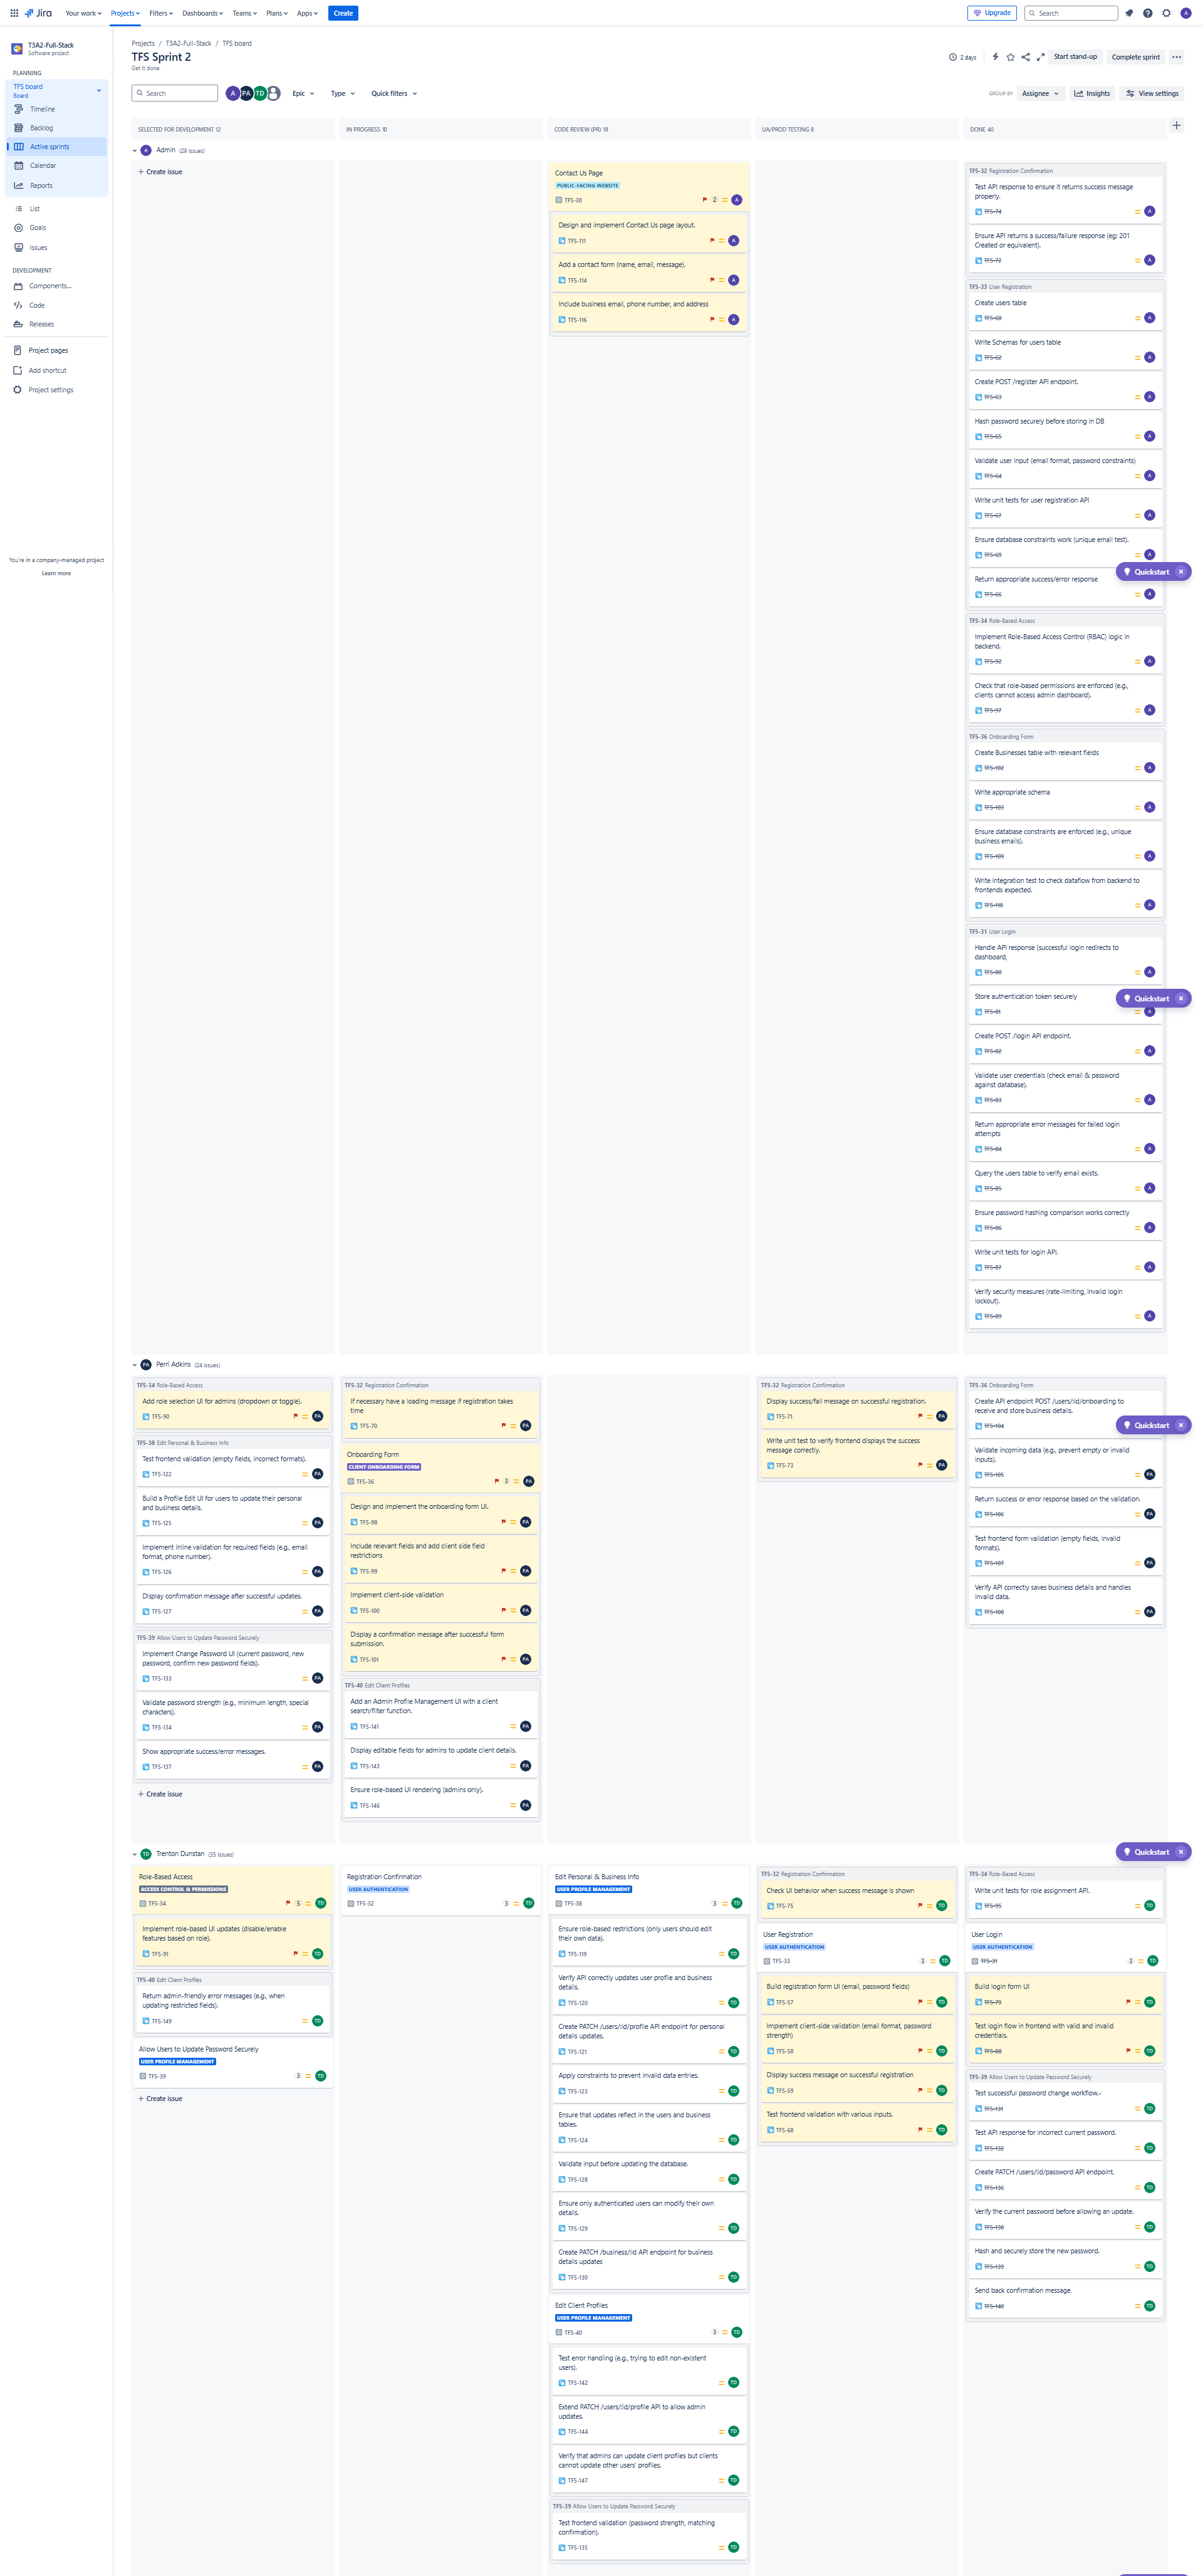 Jira
Your work
Projects
Filters
Dashboards
Teams
Plans
Apps
Create
Upgrade
Search
A
T3A2-Full-Stack
Software project
PLANNING
TFS board
Board
Timeline
Backlog
Active sprints
Calendar
Reports
List
Goals
Issues
DEVELOPMENT
Components...
Code
Releases
Project pages
Add shortcut
Project settings
You're in a company-managed project
Learn more
Projects / T3A2-Full-Stack / TFS board
TFS Sprint 2
Get it done.
2 days
Start stand-up
Complete sprint
Search
A PA TD
Epic
Type
Quick filters
GROUP BY
Assignee
Insights
View settings
SELECTED FOR DEVELOPMENT 12
IN PROGRESS 10
CODE REVIEW (PR) 18
UA/PROD TESTING 8
DONE 40
A Admin (29 issues)
+ Create issue
Contact Us Page
PUBLIC-FACING WEBSITE
TFS-30 2 A
Design and implement Contact Us page layout.
TFS-111 A
Add a contact form (name, email, message).
TFS-114 A
Include business email, phone number, and address
TFS-116 A
TFS-32 Registration Confirmation
Test API response to ensure it returns success message
properly.
TFS-74 A
Ensure API returns a success/failure response (eg: 201
Created or equivalent).
TFS-72 A
TFS-33 User Registration
Create users table
TFS-60 A
Write Schemas for users table
TFS-62 A
Create POST /register API endpoint.
TFS-63 A
Hash password securely before storing in DB
TFS-65 A
Validate user input (email format, password constraints)
TFS-64 A
Write unit tests for user registration API
TFS-67 A
Ensure database constraints work (unique email test).
TFS-69 A
Quickstart
Return appropriate success/error response
TFS-66 A
TFS-34 Role-Based Access
Implement Role-Based Access Control (RBAC) logic in
backend.
TFS-92 A
Check that role-based permissions are enforced (e.g.,
clients cannot access admin dashboard).
TFS-97 A
TFS-36 Onboarding Form
Create Businesses table with relevant fields
TFS-102 A
Write appropriate schema
TFS-103 A
Ensure database constraints are enforced (e.g., unique
business emails).
TFS-109 A
Write integration test to check dataflow from backend to
frontends expected.
TFS-110 A
TFS-31 User Login
Handle API response (successful login redirects to
dashboard,
TFS-80 A
Store authentication token securely
Quickstart
TFS-81 A
Create POST /login API endpoint.
TFS-82 A
Validate user credentials (check email & password
against database).
TFS-83 A
Return appropriate error messages for failed login
attempts
TFS-84 A
Query the users table to verify email exists.
TFS-85 A
Ensure password hashing comparison works correctly
TFS-86 A
Write unit tests for login API.
TFS-87 A
Verify security measures (rate-limiting, invalid login
lockout).
TFS-89 A
PA Perri Adkins (24 issues)
TFS-34 Role-Based Access
Add role selection UI for admins (dropdown or toggle).
TFS-90 PA
TFS-38 Edit Personal & Business Info
Test frontend validation (empty fields, incorrect formats).
TFS-122 PA
Build a Profile Edit UI for users to update their personal
and business details.
TFS-125 PA
Implement inline validation for required fields (e.g., email
format, phone number).
TFS-126 PA
Display confirmation message after successful updates.
TFS-127 PA
TFS-39 Allow Users to Update Password Securely
Implement Change Password UI (current password, new
password, confirm new password fields).
TFS-133 PA
Validate password strength (e.g., minimum length, special
characters).
TFS-134 PA
Show appropriate success/error messages.
TFS-137 PA
+ Create issue
TFS-32 Registration Confirmation
If necessary have a loading message if registration takes
time
TFS-70 PA
Onboarding Form
CLIENT ONBOARDING FORM
TFS-36 3 PA
Design and implement the onboarding form UI.
TFS-98 PA
Include relevant fields and add client side field
restrictions
TFS-99 PA
Implement client-side validation
TFS-100 PA
Display a confirmation message after successful form
submission.
TFS-101 PA
TFS-40 Edit Client Profiles
Add an Admin Profile Management UI with a client
search/filter function.
TFS-141 PA
Display editable fields for admins to update client details.
TFS-143 PA
Ensure role-based UI rendering (admins only).
TFS-146 PA
TFS-32 Registration Confirmation
Display success/fail message on successful registration.
TFS-71 PA
Write unit test to verify frontend displays the success
message correctly.
TFS-73 PA
TFS-36 Onboarding Form
Create API endpoint POST /users/:id/onboarding to
receive and store business details.
TFS-104
Quickstart
Validate incoming data (e.g., prevent empty or invalid
inputs).
TFS-105 PA
Return success or error response based on the validation.
TFS-106 PA
Test frontend form validation (empty fields, invalid
formats).
TFS-107 PA
Verify API correctly saves business details and handles
invalid data.
TFS-108 PA
TD Trenton Dunstan (35 issues)
Quickstart
Role-Based Access
ACCESS CONTROL & PERMISSIONS
TFS-34 5 TD
Implement role-based UI updates (disable/enable
features based on role).
TFS-91 TD
TFS-40 Edit Client Profiles
Return admin-friendly error messages (e.g., when
updating restricted fields).
TFS-149 TD
Allow Users to Update Password Securely
USER PROFILE MANAGEMENT
TFS-39 3 TD
+ Create issue
Registration Confirmation
USER AUTHENTICATION
TFS-32 3 TD
Edit Personal & Business Info
USER PROFILE MANAGEMENT
TFS-38 3 TD
Ensure role-based restrictions (only users should edit
their own data).
TFS-119 TD
Verify API correctly updates user profile and business
details.
TFS-120 TD
Create PATCH /users/:id/profile API endpoint for personal
details updates.
TFS-121 TD
Apply constraints to prevent invalid data entries.
TFS-123 TD
Ensure that updates reflect in the users and business
tables.
TFS-124 TD
Validate input before updating the database.
TFS-128 TD
Ensure only authenticated users can modify their own
details.
TFS-129 TD
Create PATCH /business/:id API endpoint for business
details updates
TFS-130 TD
Edit Client Profiles
USER PROFILE MANAGEMENT
TFS-40 3 TD
Test error handling (e.g., trying to edit non-existent
users).
TFS-142 TD
Extend PATCH /users/:id/profile API to allow admin
updates.
TFS-144 TD
Verify that admins can update client profiles but clients
cannot update other users' profiles.
TFS-147 TD
TFS-39 Allow Users to Update Password Securely
Test frontend validation (password strength, matching
confirmation).
TFS-135 TD
TFS-32 Registration Confirmation
Check UI behavior when success message is shown
TFS-75 TD
User Registration
USER AUTHENTICATION
TFS-33 3 TD
Build registration form UI (email, password fields)
TFS-57 TD
Implement client-side validation (email format, password
strength)
TFS-58 TD
Display success message on successful registration
TFS-59 TD
Test frontend validation with various inputs.
TFS-68 TD
TFS-34 Role-Based Access
Write unit tests for role assignment API.
TFS-95 TD
User Login
USER AUTHENTICATION
TFS-31 3 TD
Build login form UI
TFS-79 TD
Test login flow in frontend with valid and invalid
credentials.
TFS-88 TD
TFS-39 Allow Users to Update Password Securely
Test successful password change workflow.-
TFS-131 TD
Test API response for incorrect current password.
TFS-132 TD
Create PATCH /users/:id/password API endpoint.
TFS-136 TD
Verify the current password before allowing an update.
TFS-138 TD
Hash and securely store the new password.
TFS-139 TD
Send back confirmation message
TFS-140 TD